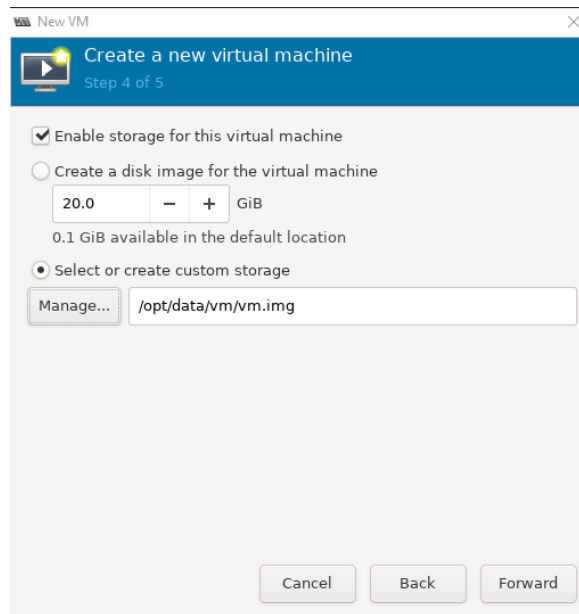 New VM
Create a new virtual machine
Step 4 of 5
Enable storage for this virtual machine
Create a disk image for the virtual machine
20.0 − + GiB
0.1 GiB available in the default location
Select or create custom storage
Manage... /opt/data/vm/vm.img
Cancel Back Forward